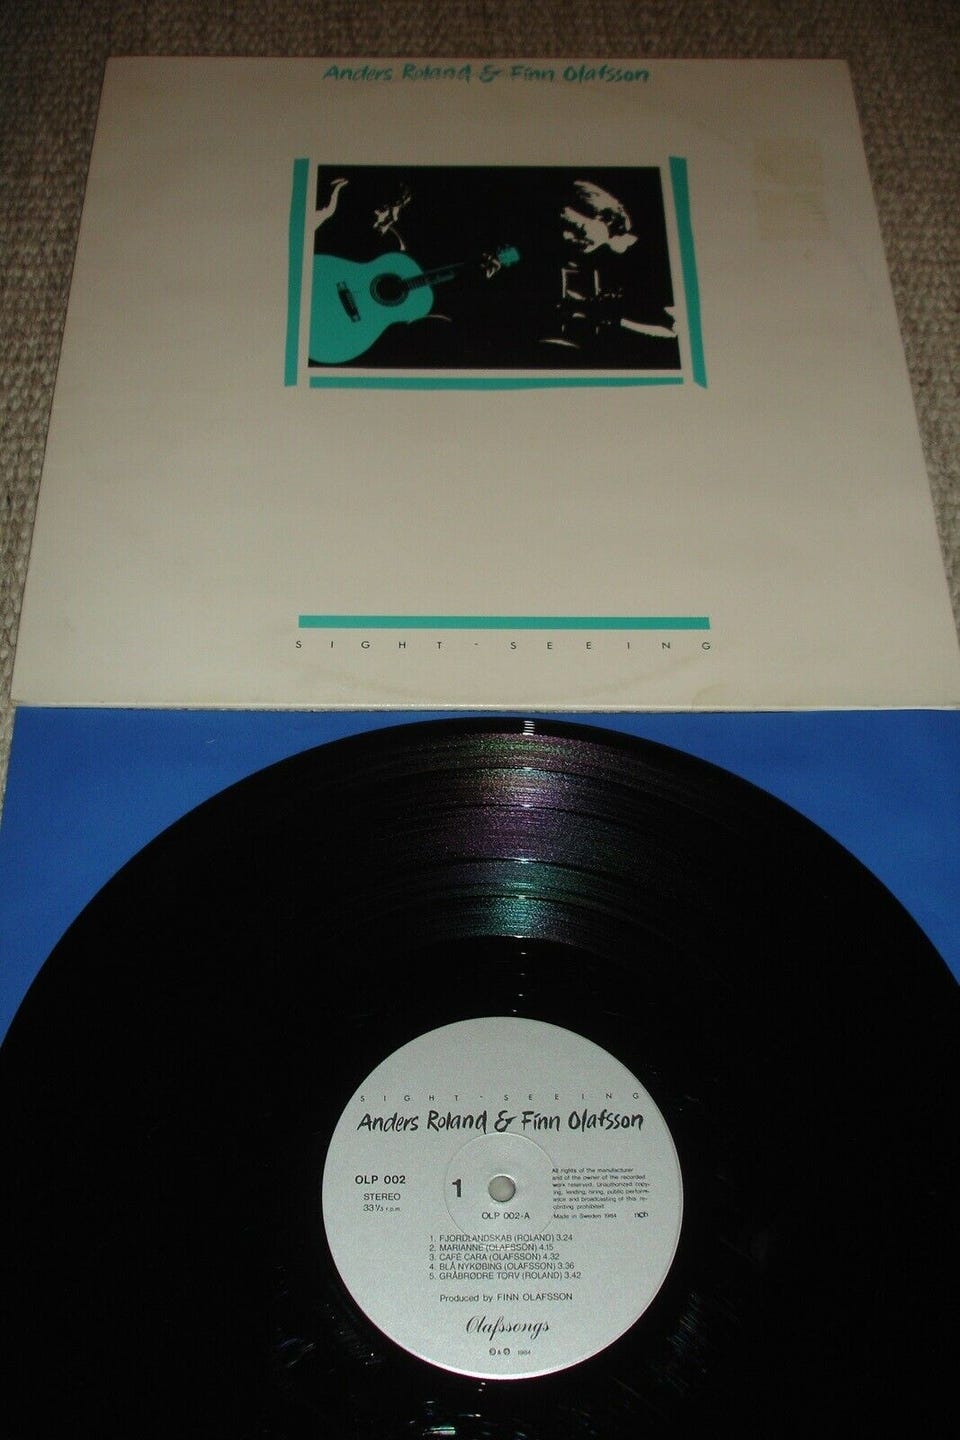 Anders Roland & Finn Olafsson
SIGHT-SEEING
SIGHT-SEEING
Anders Roland & Finn Olafsson
OLP 002
STEREO
33 1/3 r.p.m.
1
OLP 002-A
All rights of the manufacturer
and of the owner of the recorded
work reserved. Unauthorized copy-
ing, lending, hiring, public perform-
ance and broadcasting of this re-
cording prohibited.
Made in Sweden 1984 ncb
1. FJORDLANDSKAB (ROLAND) 3.24
2. MARIANNE (OLAFSSON) 4.15
3. CAFÉ CARA (OLAFSSON) 4.32
4. BLÅ NYKØBING (OLAFSSON) 3.36
5. GRÅBRØDRE TORV (ROLAND) 3.42
Produced by FINN OLAFSSON
Olafssongs
1984